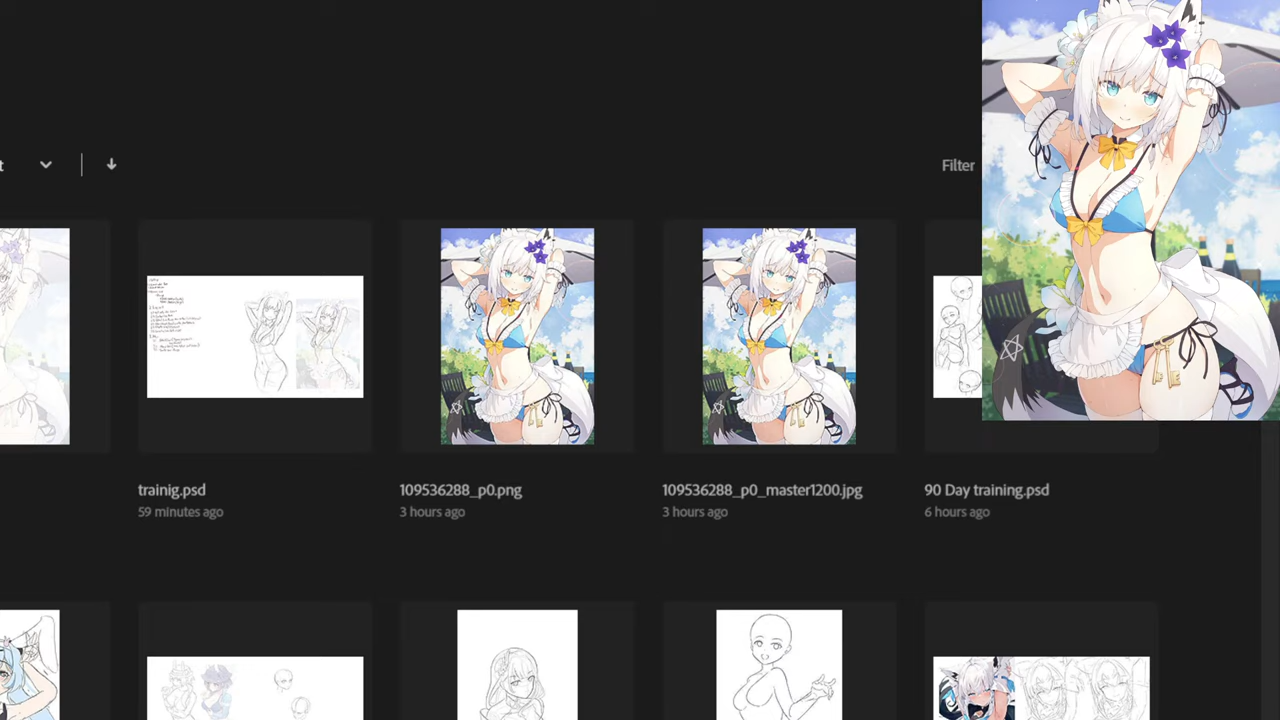 t
Filter
trainig.psd
59 minutes ago
109536288_p0.png
3 hours ago
109536288_p0_master1200.jpg
3 hours ago
90 Day training.psd
6 hours ago